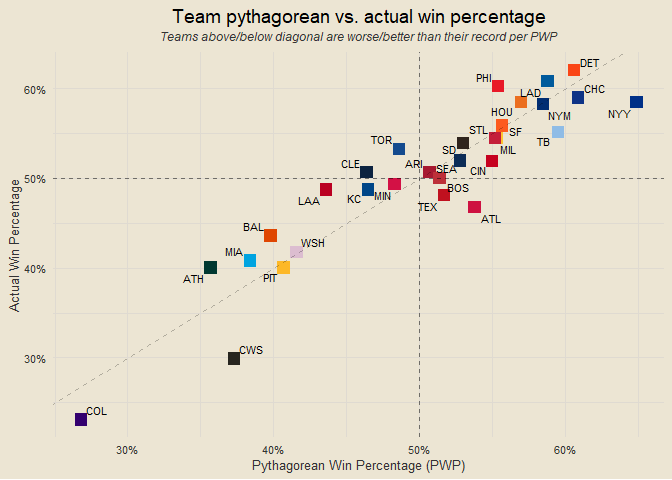 Team pythagorean vs. actual win percentage
Teams above/below diagonal are worse/better than their record per PWP
Actual Win Percentage
60%
50%
40%
30%
DET
PHI
LAD
CHC
HOU
NYM
NYY
STL
SF
TB
TOR
SD
MIL
CLE
ARI
SEA
CIN
LAA
KC
MIN
BOS
TEX
ATL
BAL
WSH
MIA
ATH
PIT
CWS
COL
30%
40%
50%
60%
Pythagorean Win Percentage (PWP)